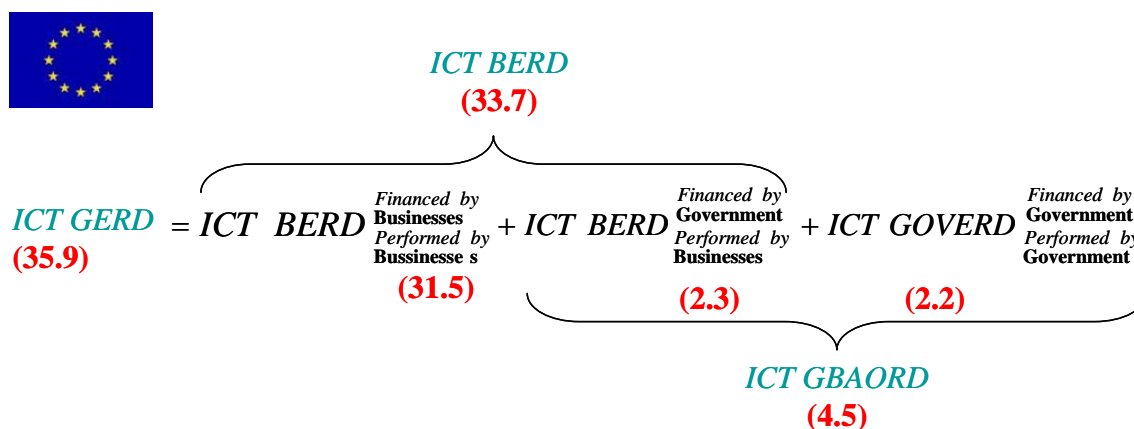 ICT BERD
(33.7)
ICT GERD
(35.9)
=
ICT BERD
Financed by
Businesses
Performed by
Bussinesse s
(31.5)
+ ICT BERD
Financed by
Government
Performed by
Businesses
(2.3)
+ ICT GOVERD
Financed by
Government
Performed by
Government
(2.2)
ICT GBAORD
(4.5)